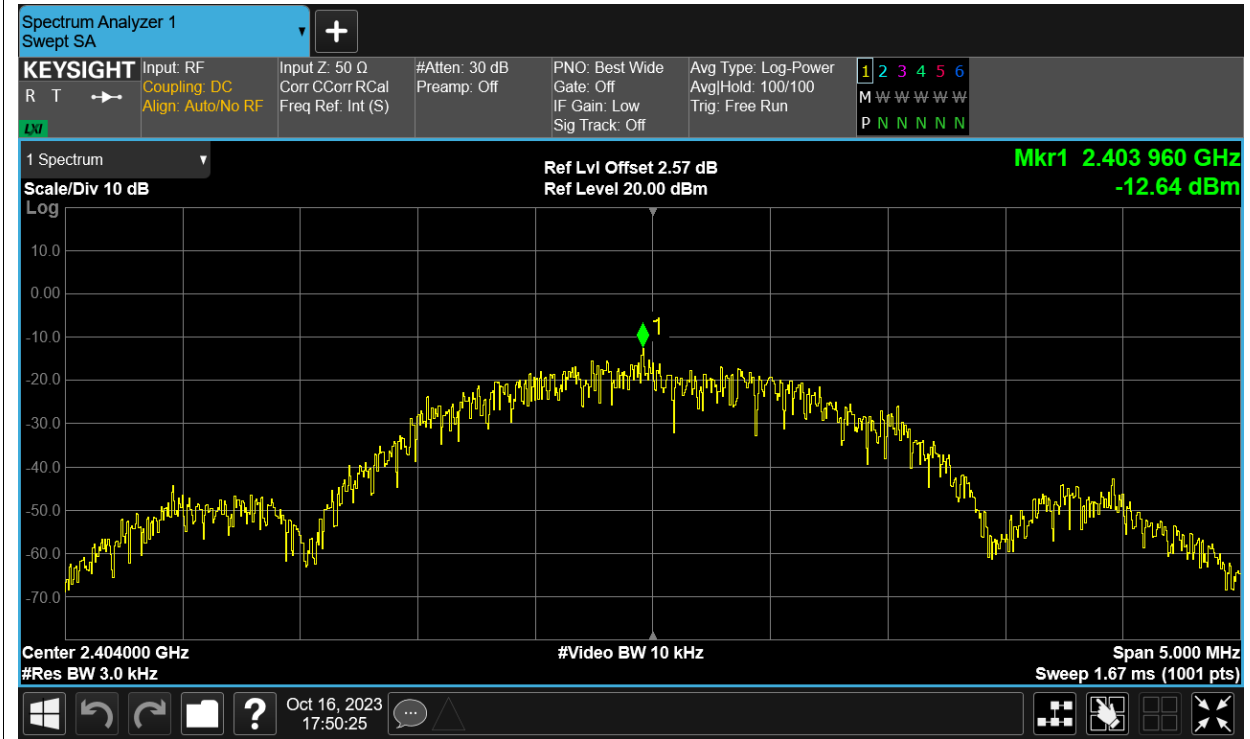 Spectrum Analyzer 1
Swept SA
+
KEYSIGHT
R T
LXI
Input: RF
Coupling: DC
Align: Auto/No RF
Input Z: 50 Ω
Corr CCorr RCal
Freq Ref: Int (S)
#Atten: 30 dB
Preamp: Off
PNO: Best Wide
Gate: Off
IF Gain: Low
Sig Track: Off
Avg Type: Log-Power
Avg|Hold: 100/100
Trig: Free Run
1 2 3 4 5 6
M W W W W W W
P N N N N N N
1 Spectrum
Scale/Div 10 dB
Log
Ref Lvl Offset 2.57 dB
Ref Level 20.00 dBm
Mkr1 2.403 960 GHz
-12.64 dBm
10.0
0.00
-10.0
-20.0
-30.0
-40.0
-50.0
-60.0
-70.0
1
Center 2.404000 GHz
#Res BW 3.0 kHz
#Video BW 10 kHz
Span 5.000 MHz
Sweep 1.67 ms (1001 pts)
?
Oct 16, 2023
17:50:25